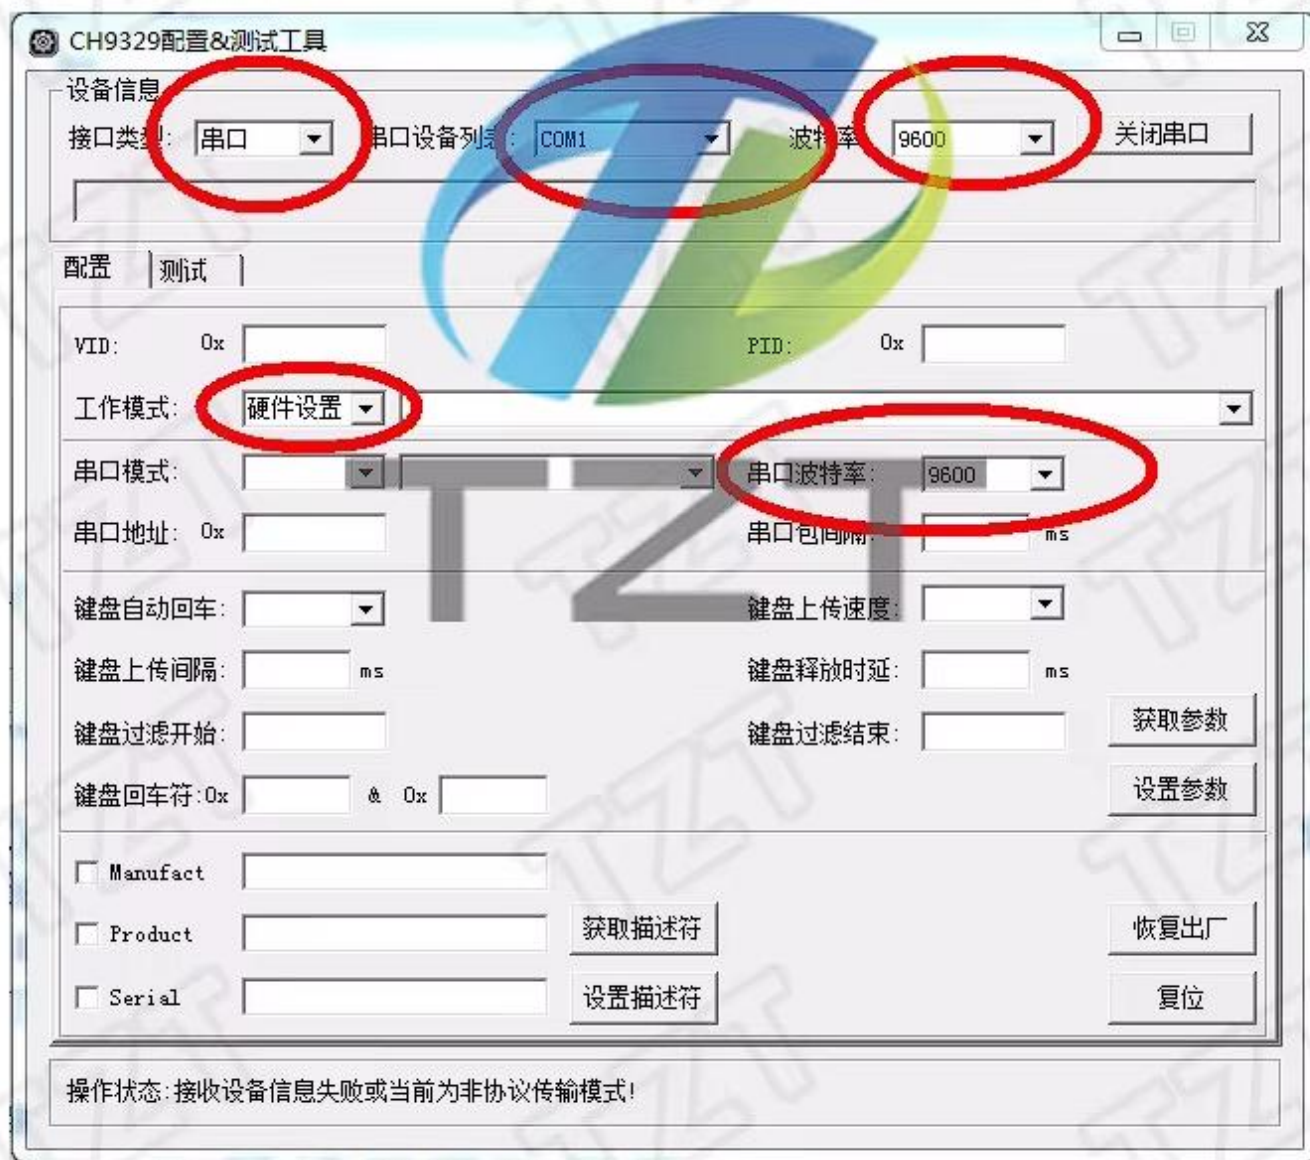 CH9329配置&测试工具
设备信息
接口类型: 串口 串口设备列表: COM1 波特率 9600 关闭串口
配置 测试
VID: 0x PID: 0x
工作模式: 硬件设置
串口模式: 串口波特率: 9600
串口地址: 0x 串口包间隔: ms
TZT
键盘自动回车: 键盘上传速度:
键盘上传间隔: ms 键盘释放时延: ms
键盘过滤开始: 键盘过滤结束: 获取参数
键盘回车符:0x & 0x 设置参数
Manufact
Product 获取描述符 恢复出厂
Serial 设置描述符 复位
操作状态:接收设备信息失败或当前为非协议传输模式!